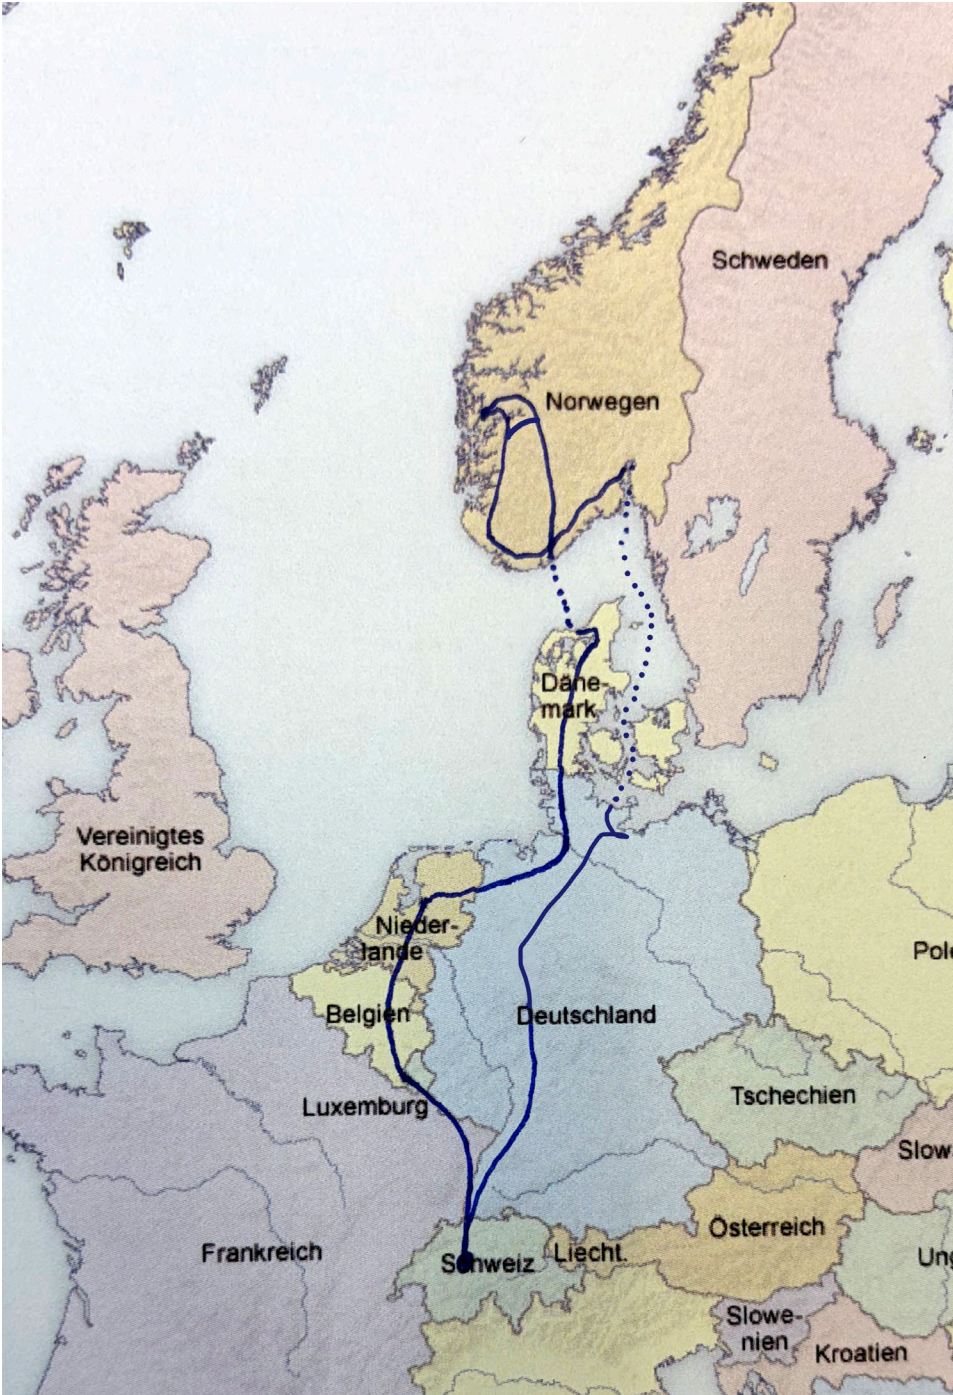 Schweden
Norwegen
Däne-
mark
Vereinigtes
Königreich
Nieder-
lande
Pole
Belgien
Deutschland
Tschechien
Luxemburg
Slow
Österreich
Frankreich
Schweiz
Liecht.
Ung
Slowe-
nien
Kroatien